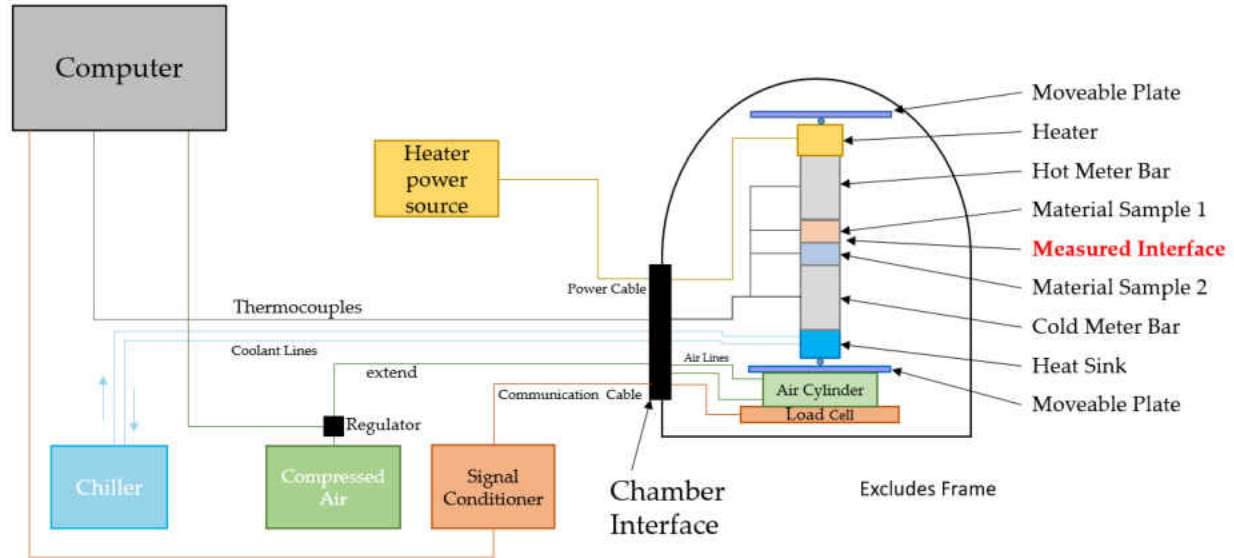 Computer
Heater
power
source
Moveable Plate
Heater
Hot Meter Bar
Material Sample 1
Measured Interface
Material Sample 2
Cold Meter Bar
Heat Sink
Moveable Plate
Power Cable
Thermocouples
Coolant Lines
extend
Air Lines
Communication Cable
Air Cylinder
Load Cell
Regulator
Chiller
Compressed
Air
Signal
Conditioner
Chamber
Interface
Excludes Frame